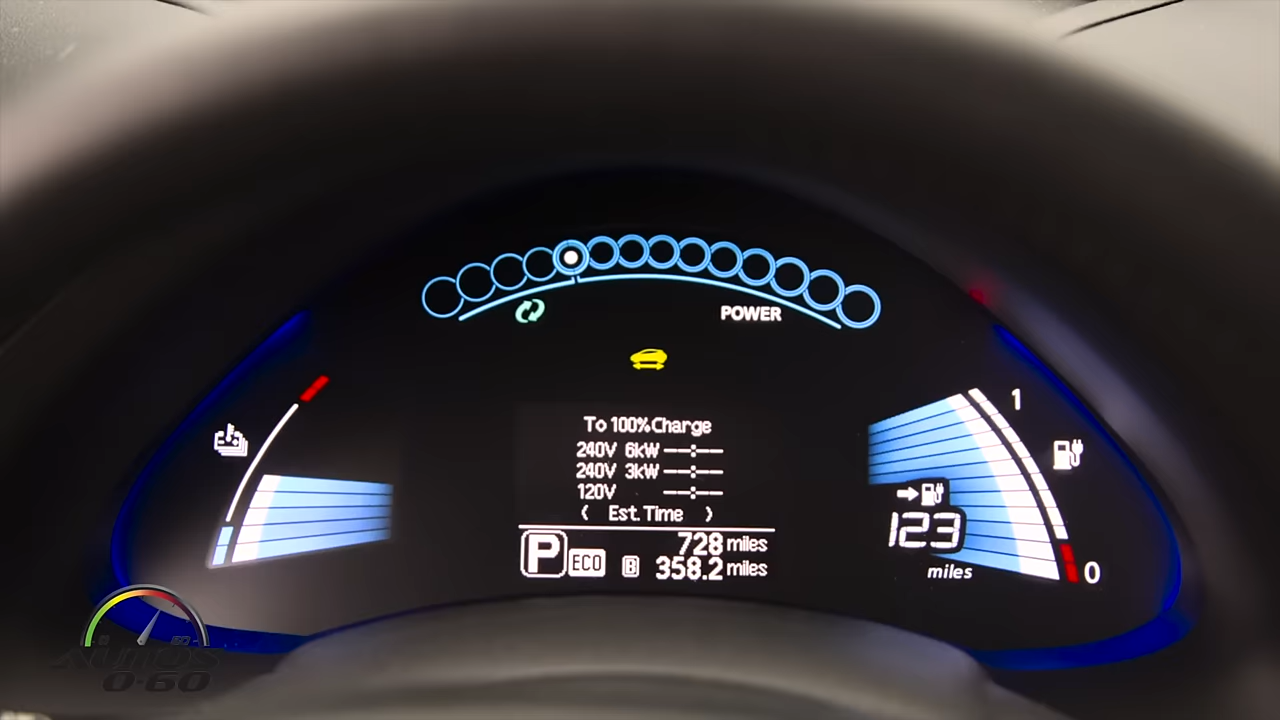 POWER
To 100% Charge
240V 6kW --:--
240V 3kW --:--
120V --:--
< Est. Time >
P ECO 728 miles
B 358.2 miles
1
123
miles
0
AUTOS
0-60